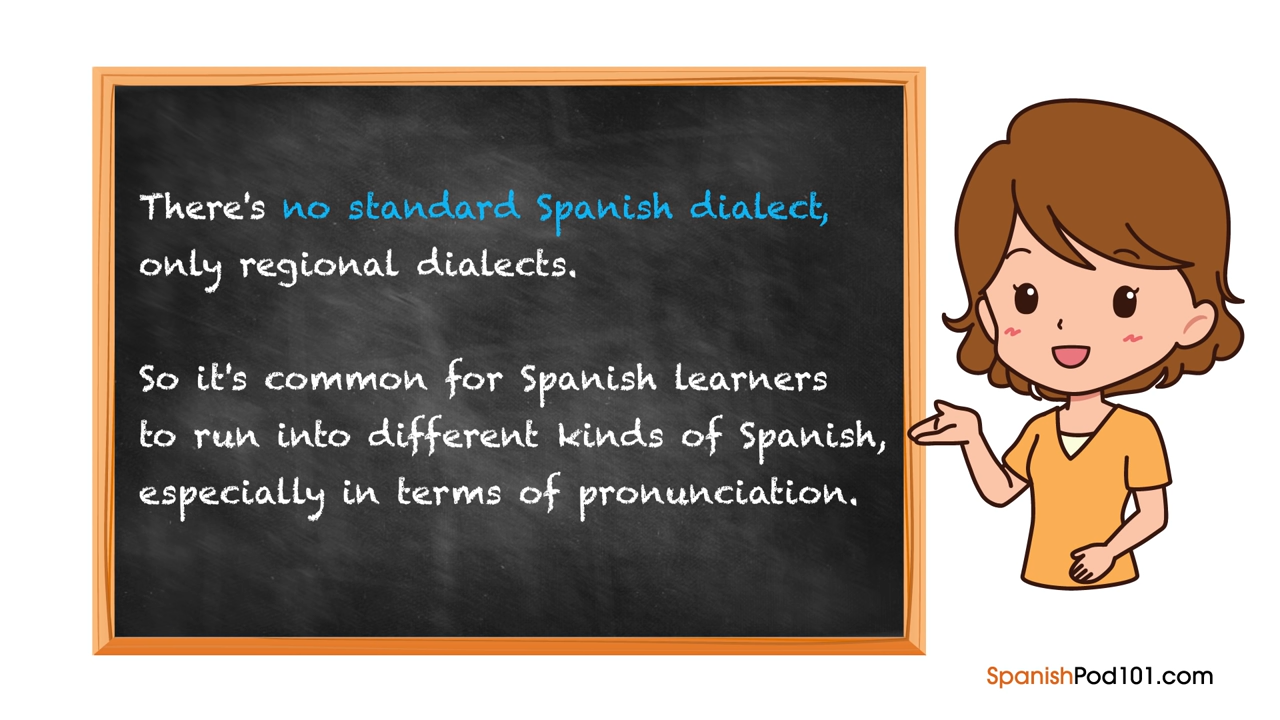 There's no standard Spanish dialect,
only regional dialects.
So it's common for Spanish learners
to run into different kinds of Spanish,
especially in terms of pronunciation.
SpanishPod101.com